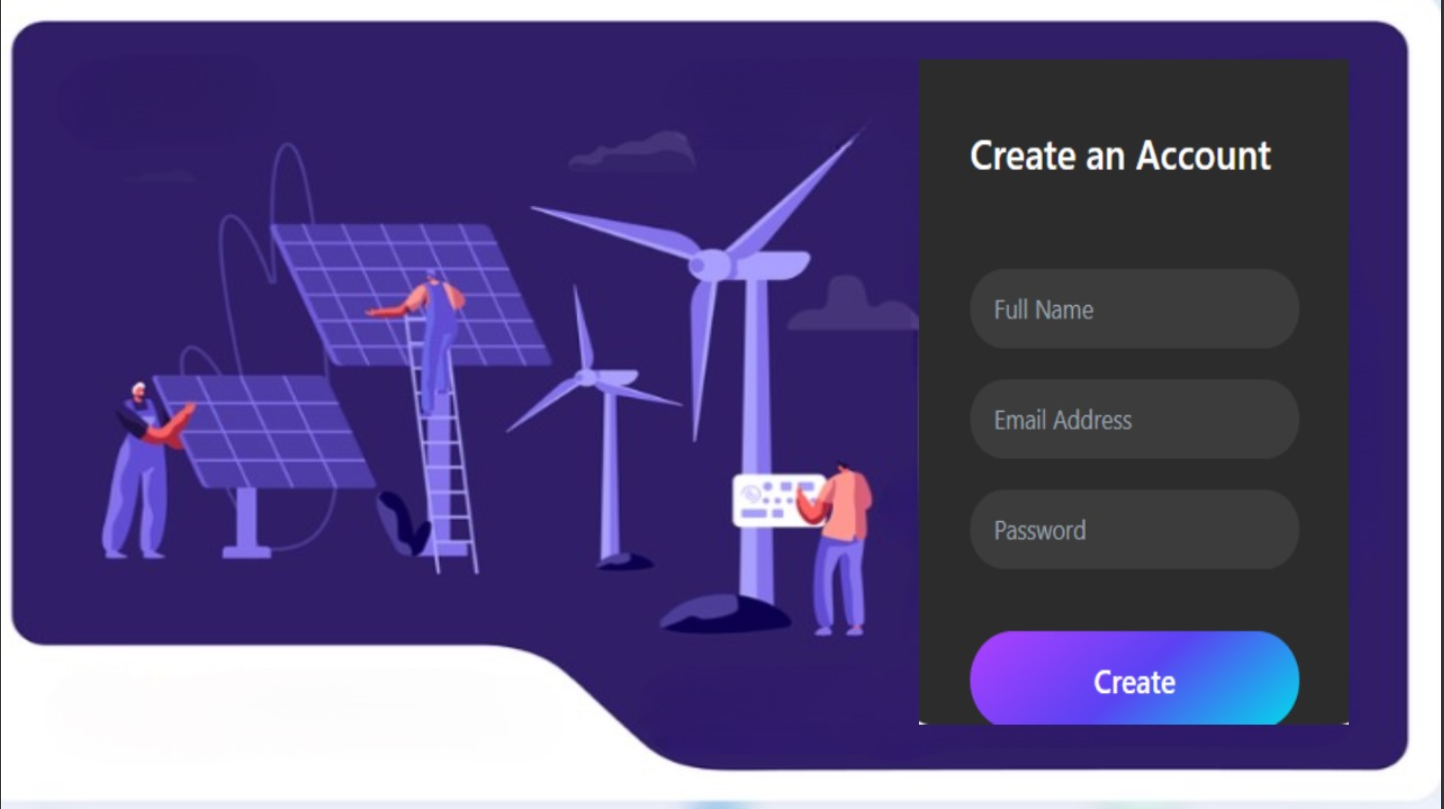 Create an Account
Full Name
Email Address
Password
Create